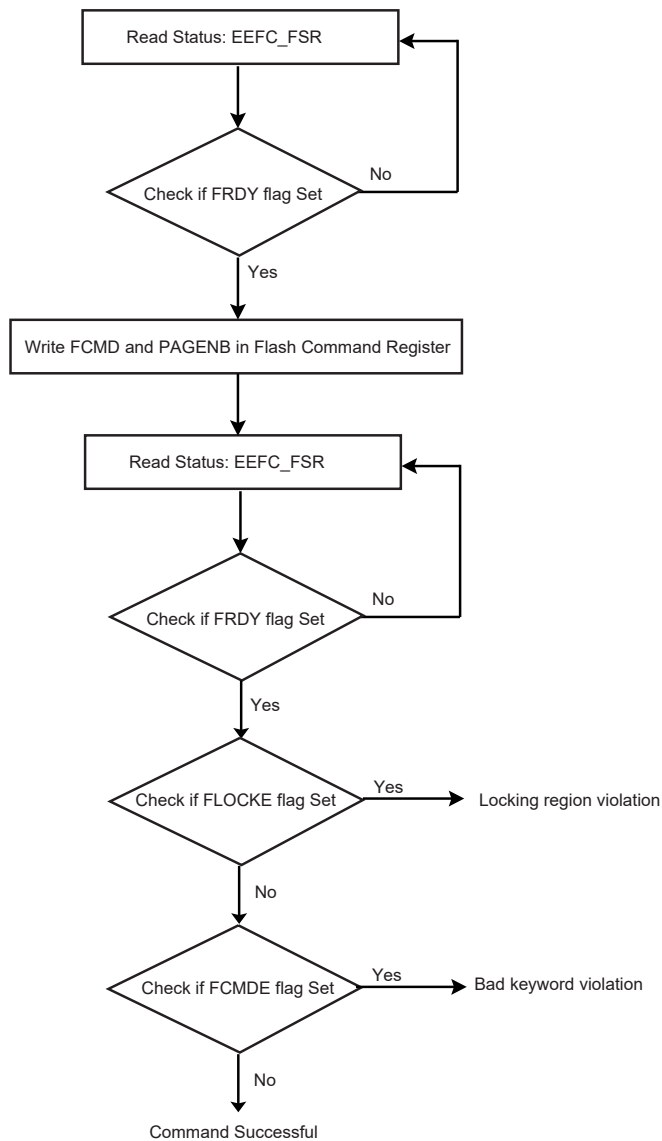 Read Status: EEFC_FSR
No
Check if FRDY flag Set
Yes
Write FCMD and PAGENB in Flash Command Register
Read Status: EEFC_FSR
No
Check if FRDY flag Set
Yes
Check if FLOCKE flag Set
Yes
Locking region violation
No
Check if FCMDE flag Set
Yes
Bad keyword violation
No
Command Successful